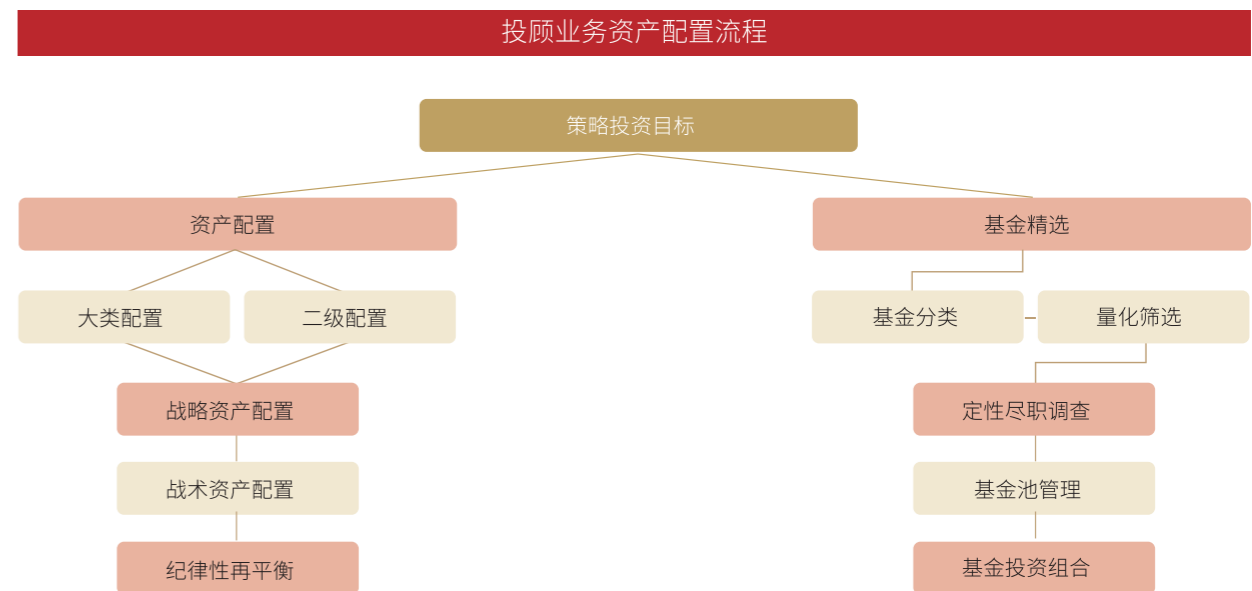 投顾业务资产配置流程
策略投资目标
资产配置
基金精选
大类配置
二级配置
基金分类
量化筛选
战略资产配置
定性尽职调查
战术资产配置
基金池管理
纪律性再平衡
基金投资组合